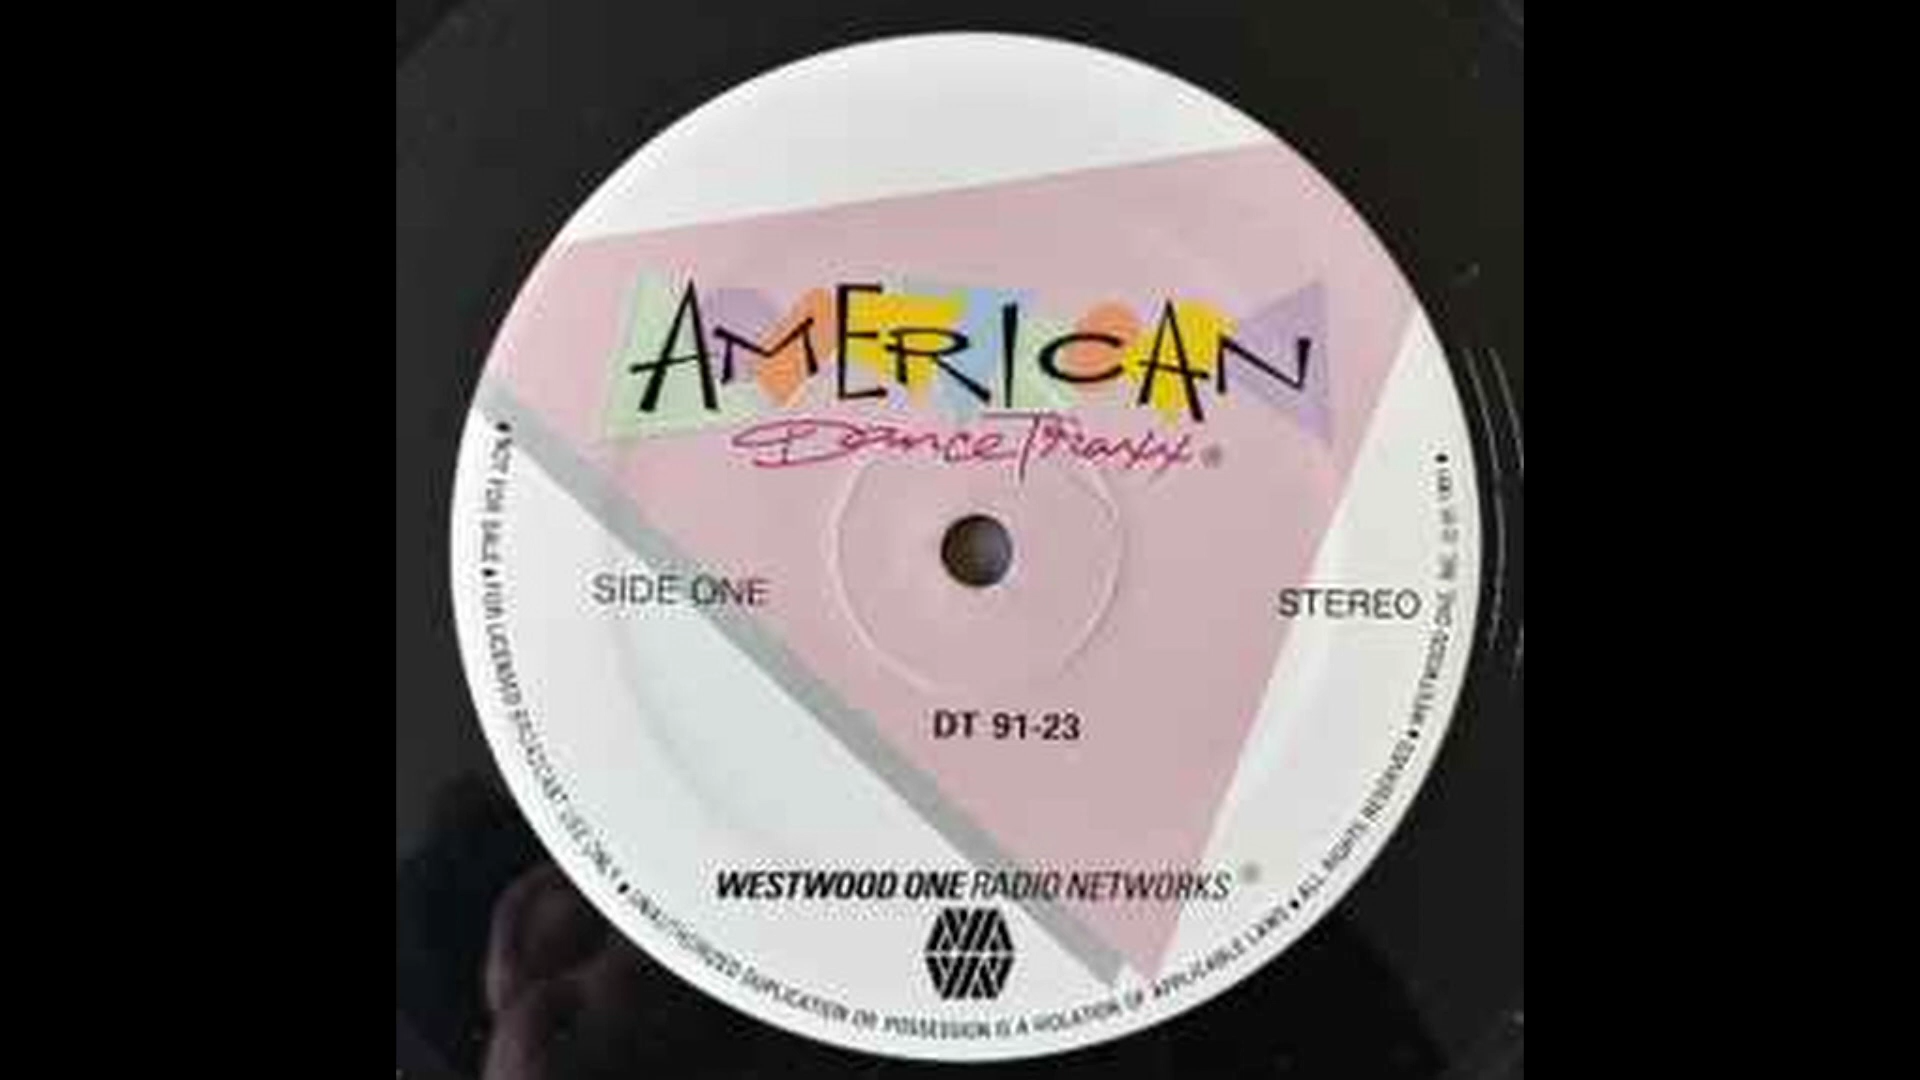 AMERICAN
Dance Traxx ®
SIDE ONE
STEREO
DT 91-23
WESTWOOD ONE RADIO NETWORKS ®
♦ NOT FOR SALE ♦ FOR LICENSED BROADCAST USE ONLY ♦ UNAUTHORIZED DUPLICATION OR POSSESSION IS A VIOLATION OF APPLICABLE LAWS ♦ ALL RIGHTS RESERVED ♦ WESTWOOD ONE, INC. © ℗ 1991 ♦